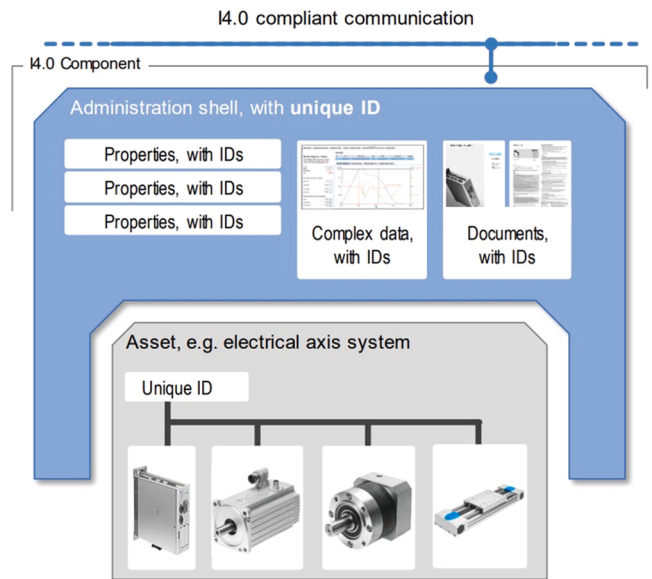 I4.0 compliant communication
I4.0 Component
Administration shell, with unique ID
Properties, with IDs
Properties, with IDs
Properties, with IDs
Complex data,
with IDs
Documents,
with IDs
Asset, e.g. electrical axis system
Unique ID